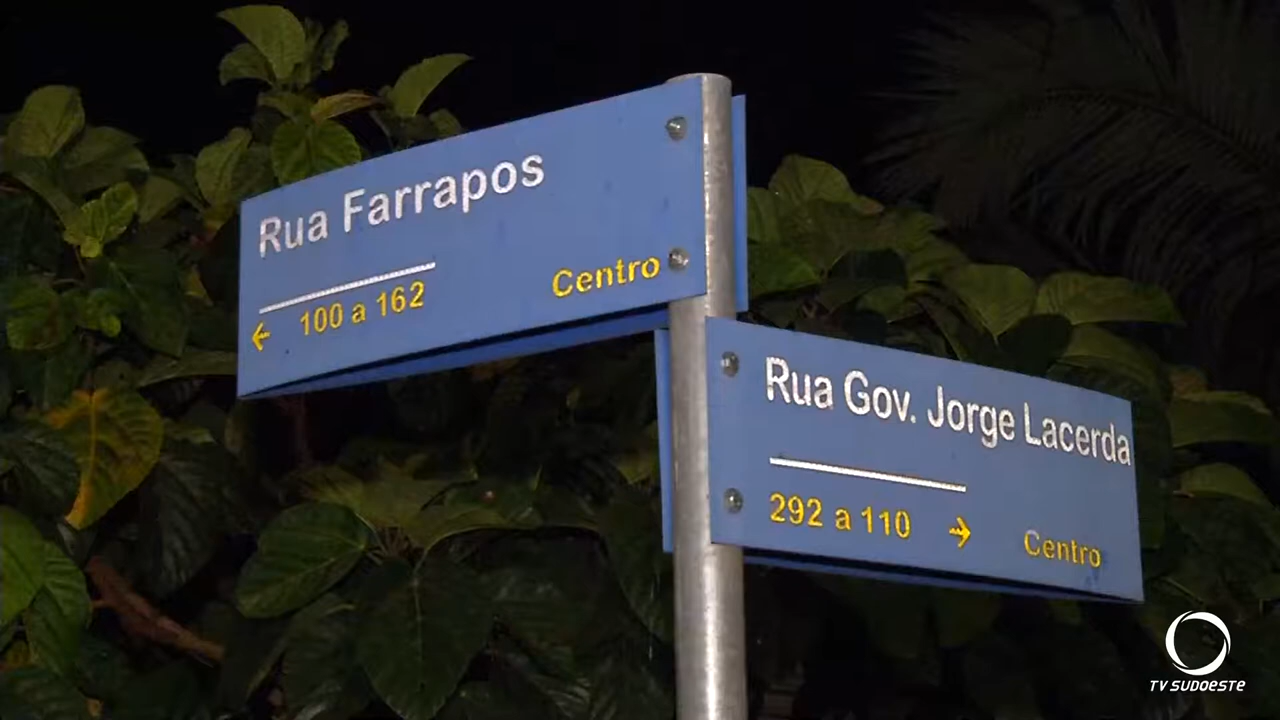 Rua Farrapos
← 100 a 162
Centro
Rua Gov. Jorge Lacerda
292 a 110 →
Centro
TV SUDOESTE